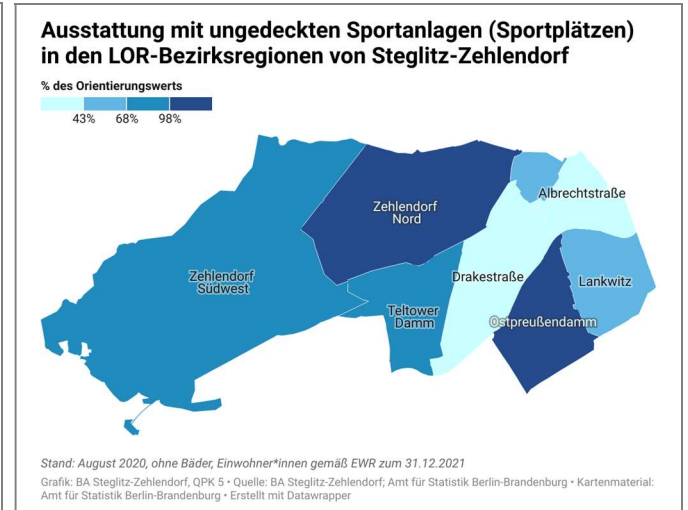 Ausstattung mit ungedeckten Sportanlagen (Sportplätzen)
in den LOR-Bezirksregionen von Steglitz-Zehlendorf
% des Orientierungswerts
43% 68% 98%
Albrechtstraße
Zehlendorf
Nord
Zehlendorf
Südwest
Drakestraße
Lankwitz
Teltower
Damm
Ostpreußendamm
Stand: August 2020, ohne Bäder, Einwohner*innen gemäß EWR zum 31.12.2021
Grafik: BA Steglitz-Zehlendorf, QPK 5 • Quelle: BA Steglitz-Zehlendorf; Amt für Statistik Berlin-Brandenburg • Kartenmaterial:
Amt für Statistik Berlin-Brandenburg • Erstellt mit Datawrapper